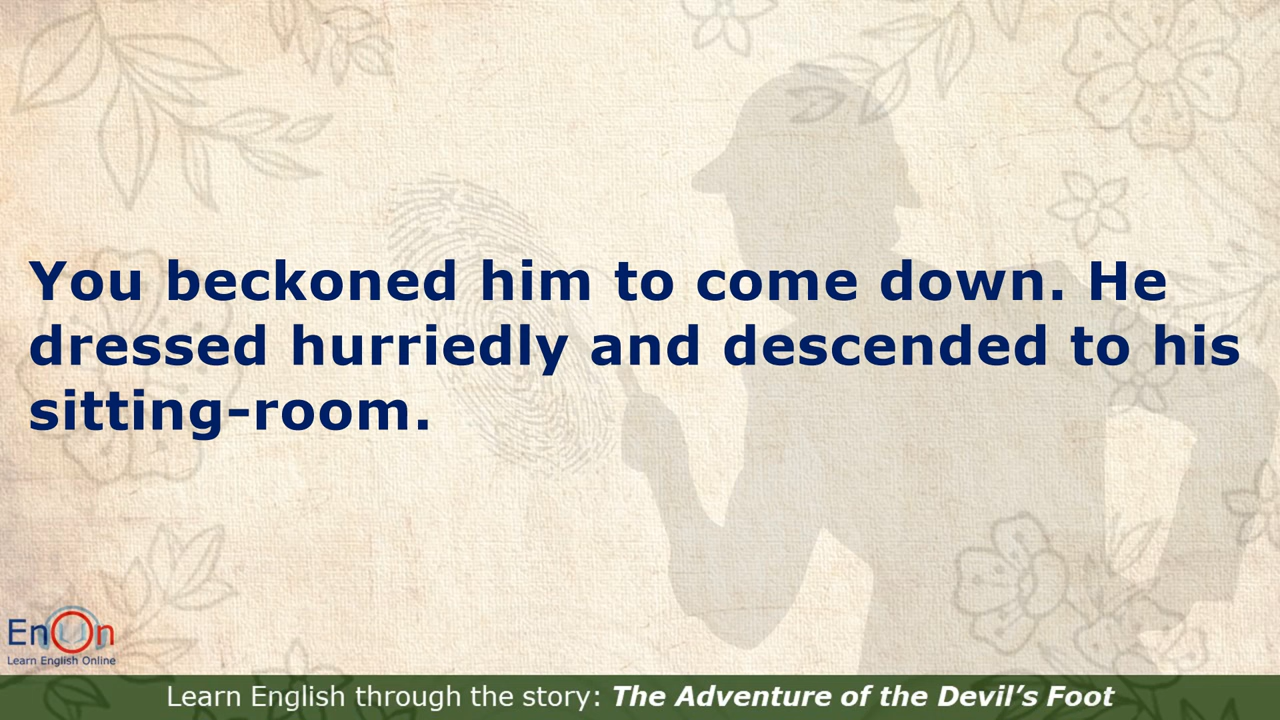 You beckoned him to come down. He
dressed hurriedly and descended to his
sitting-room.
EnOn
Learn English Online
Learn English through the story: The Adventure of the Devil’s Foot